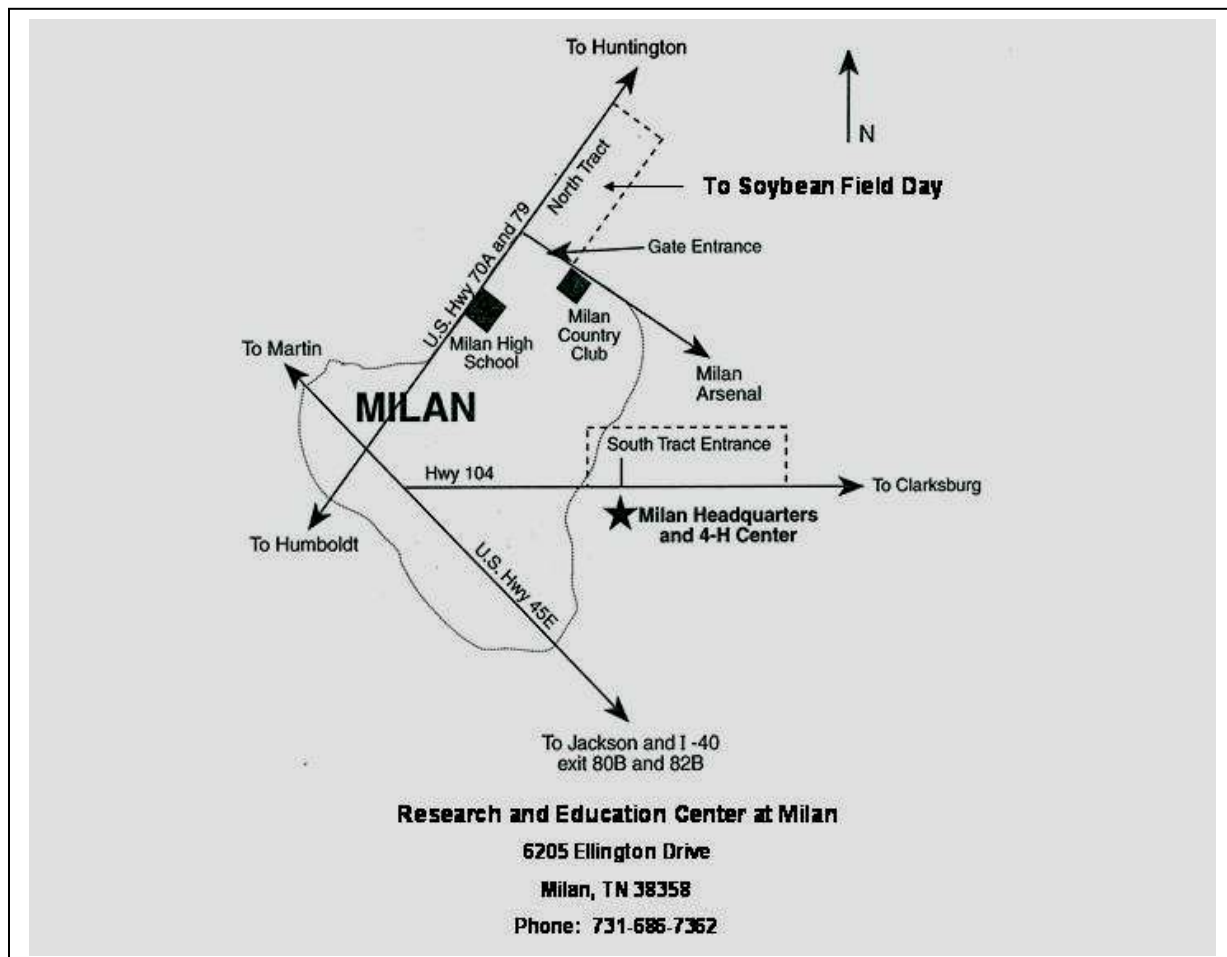 To Huntington
N
North Tract
To Soybean Field Day
U.S. Hwy 70A and 79
Gate Entrance
Milan High
School
Milan
Country
Club
To Martin
Milan
Arsenal
MILAN
South Tract Entrance
Hwy 104
To Clarksburg
Milan Headquarters
and 4-H Center
To Humboldt
U.S. Hwy 45E
To Jackson and I -40
exit 80B and 82B
Research and Education Center at Milan
6205 Ellington Drive
Milan, TN 38358
Phone:  731-686-7362